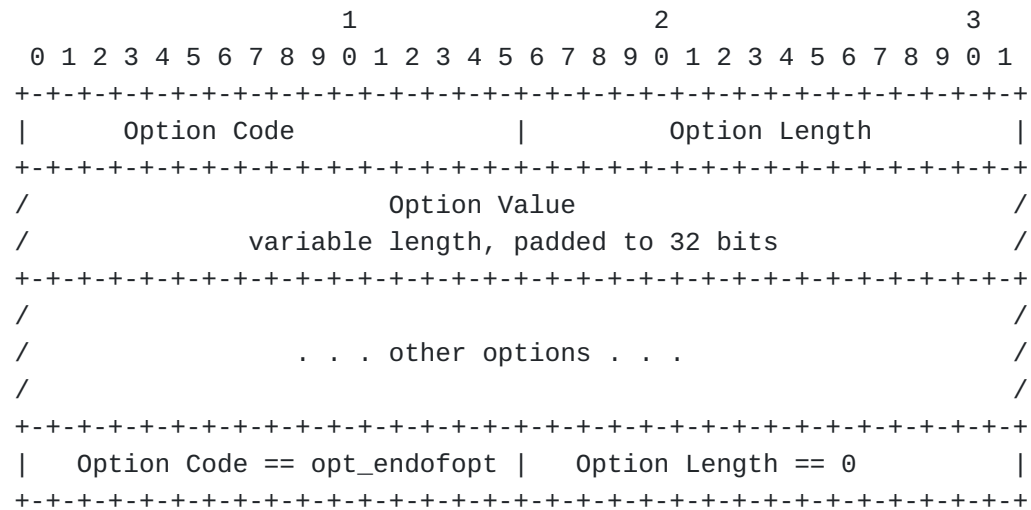 1                   2                   3
 0 1 2 3 4 5 6 7 8 9 0 1 2 3 4 5 6 7 8 9 0 1 2 3 4 5 6 7 8 9 0 1
+-+-+-+-+-+-+-+-+-+-+-+-+-+-+-+-+-+-+-+-+-+-+-+-+-+-+-+-+-+-+-+-+
|      Option Code              |         Option Length         |
+-+-+-+-+-+-+-+-+-+-+-+-+-+-+-+-+-+-+-+-+-+-+-+-+-+-+-+-+-+-+-+-+
/                       Option Value                            /
/              variable length, padded to 32 bits               /
+-+-+-+-+-+-+-+-+-+-+-+-+-+-+-+-+-+-+-+-+-+-+-+-+-+-+-+-+-+-+-+-+
/                                                               /
/                 . . . other options . . .                     /
/                                                               /
+-+-+-+-+-+-+-+-+-+-+-+-+-+-+-+-+-+-+-+-+-+-+-+-+-+-+-+-+-+-+-+-+
|   Option Code == opt_endofopt |   Option Length == 0          |
+-+-+-+-+-+-+-+-+-+-+-+-+-+-+-+-+-+-+-+-+-+-+-+-+-+-+-+-+-+-+-+-+